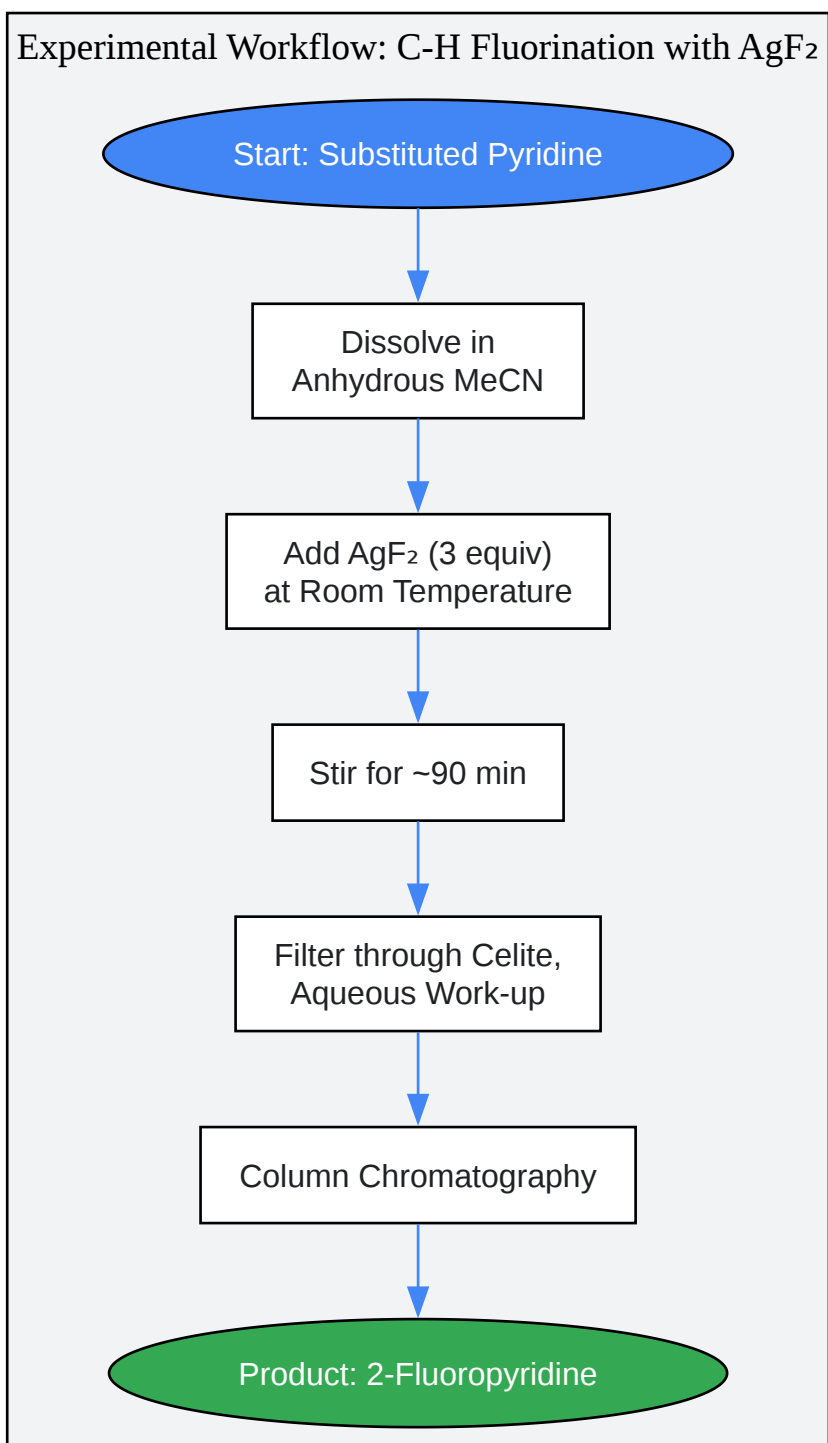 Experimental Workflow: C-H Fluorination with AgF₂
Start: Substituted Pyridine
Dissolve in
Anhydrous MeCN
Add AgF₂ (3 equiv)
at Room Temperature
Stir for ~90 min
Filter through Celite,
Aqueous Work-up
Column Chromatography
Product: 2-Fluoropyridine